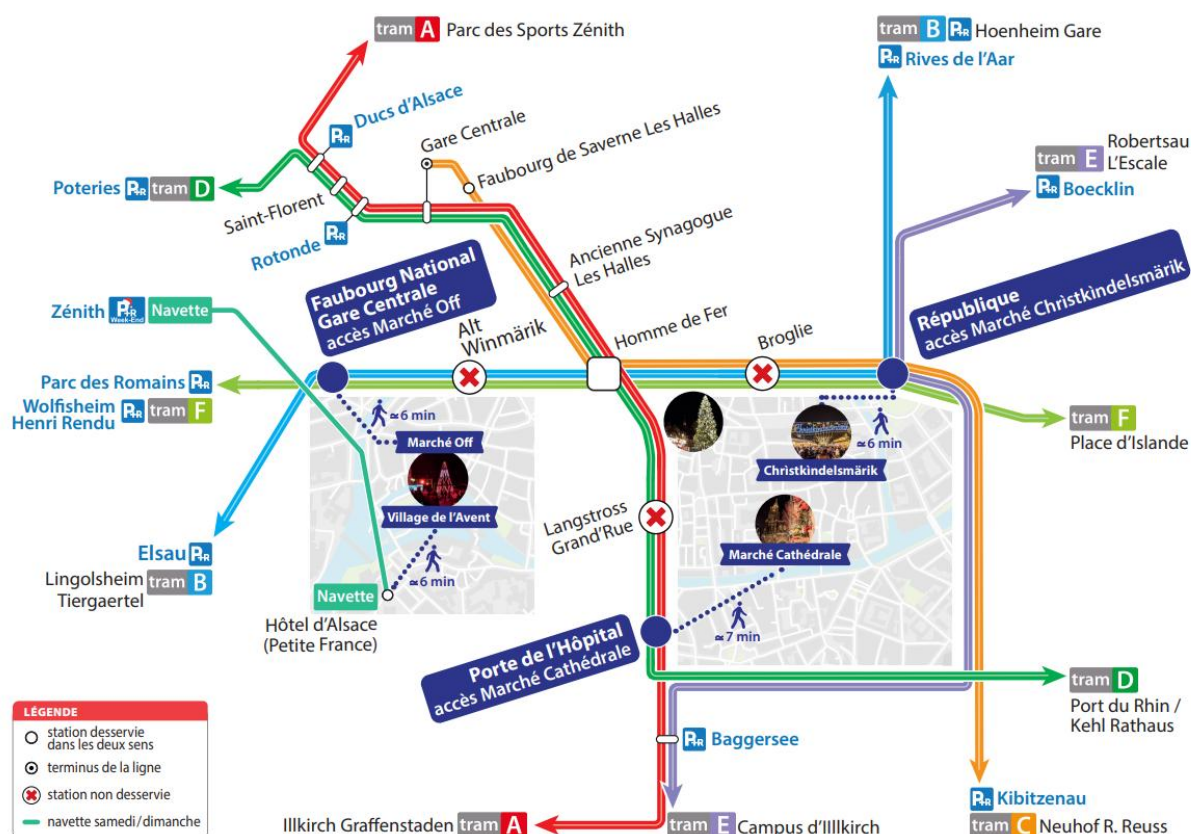 tram A Parc des Sports Zénith
tram B P+R Hoenheim Gare
P+R Rives de l'Aar
Ducs d'Alsace
P+R
Gare Centrale
Faubourg de Saverne Les Halles
tram E Robertsau
L'Escale
P+R Boecklin
Poteries P+R tram D
Saint-Florent
Rotonde P+R
Ancienne Synagogue
Les Halles
Faubourg National
Gare Centrale
accès Marché Off
République
accès Marché Christkindelsmärik
Zénith P+R Week-End Navette
Alt
Winmärik
Homme de Fer
Broglie
Parc des Romains P+R
Wolfisheim
Henri Rendu P+R tram F
≃6 min
Marché Off
Village de l'Avent
≃6 min
Navette
Hôtel d'Alsace
(Petite France)
≃6 min
Christkindelsmärik
Marché Cathédrale
≃7 min
tram F
Place d'Islande
Langstross
Grand'Rue
Elsau P+R
Lingolsheim
Tiergaertel tram B
Porte de l'Hôpital
accès Marché Cathédrale
tram D
Port du Rhin /
Kehl Rathaus
P+R Baggersee
LÉGENDE
station desservie
dans les deux sens
terminus de la ligne
station non desservie
navette samedi/dimanche
Illkirch Graffenstaden tram A
tram E Campus d'Illlkirch
P+R Kibitzenau
tram C Neuhof R. Reuss